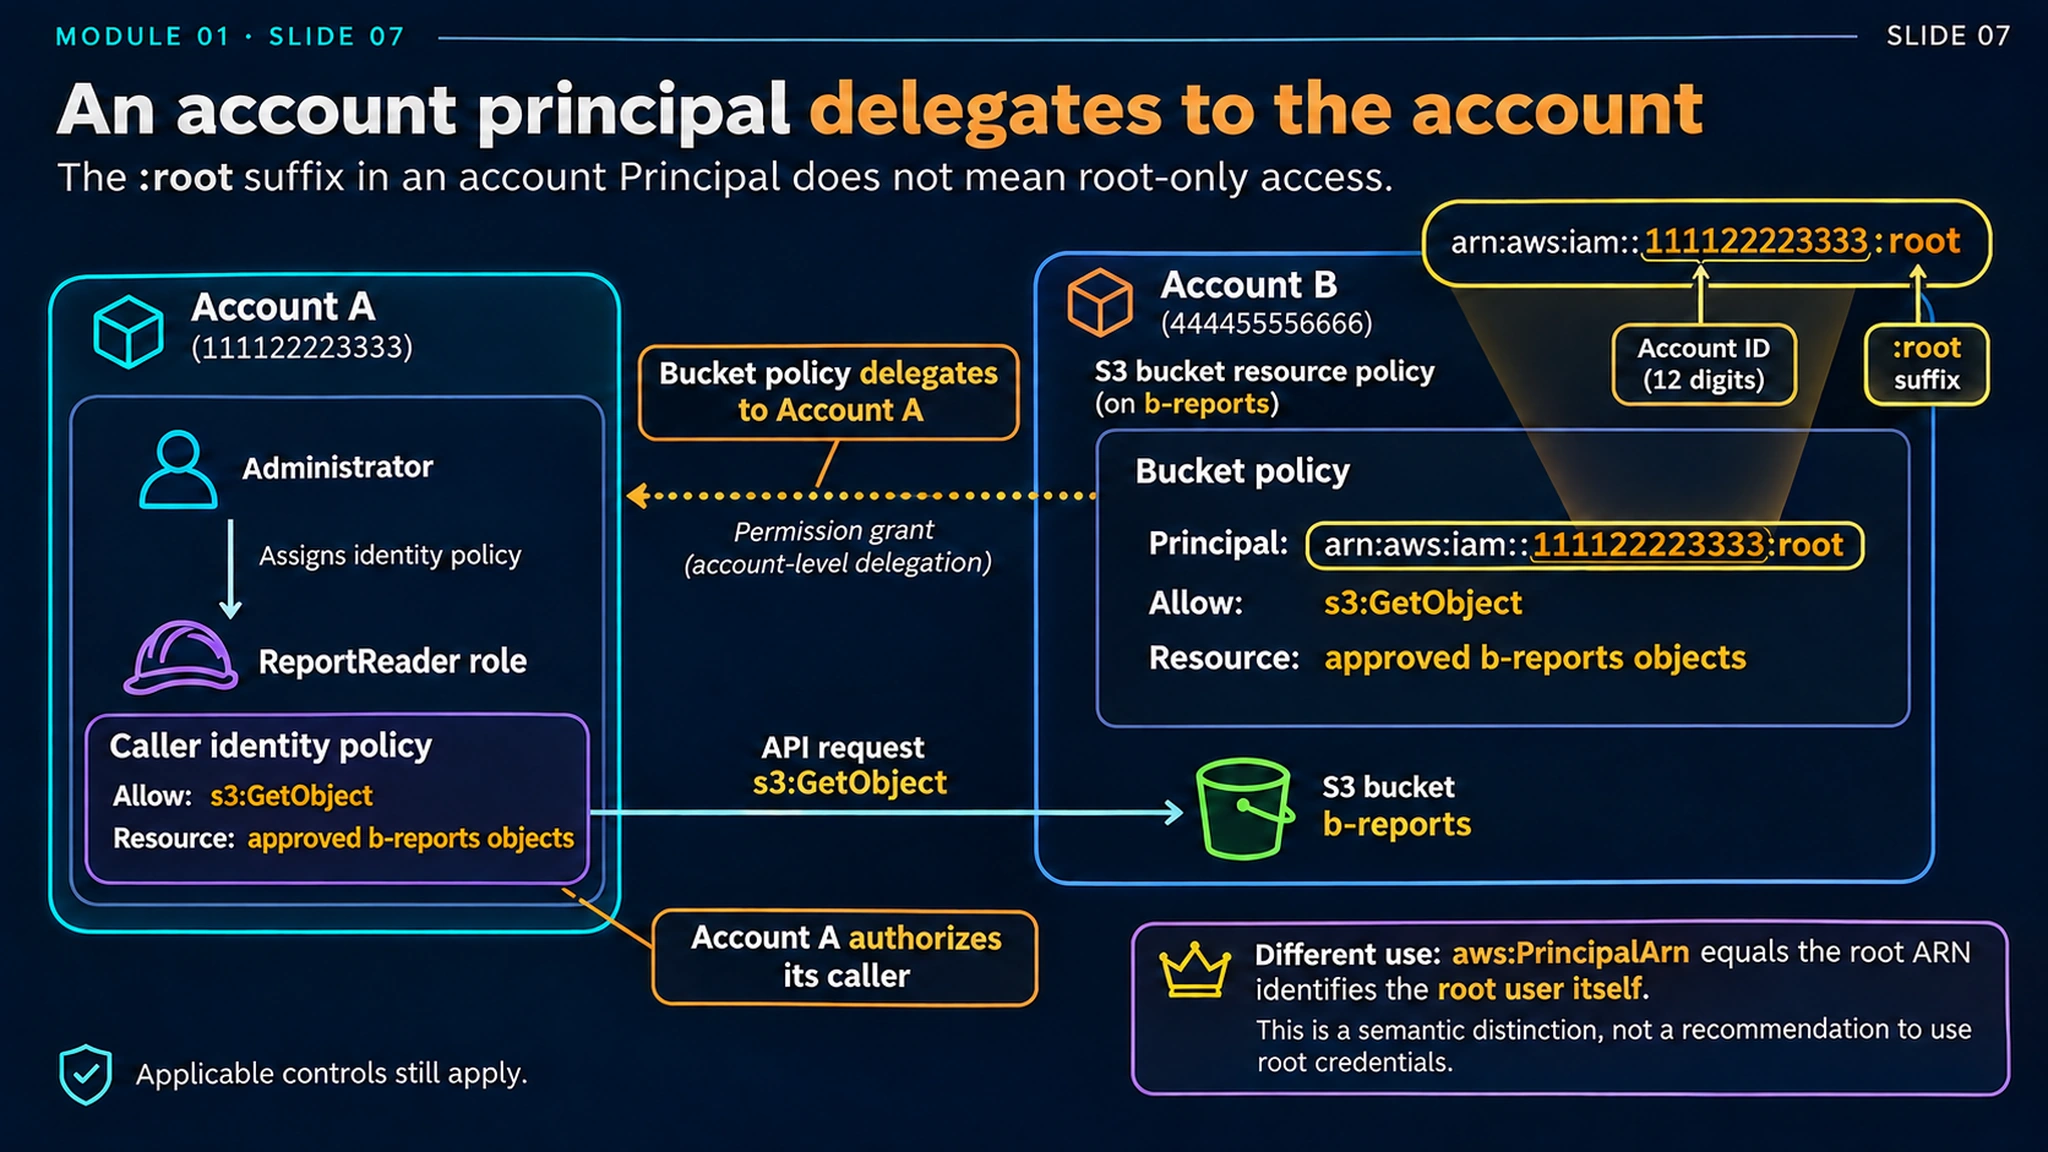 MODULE 01 · SLIDE 07
SLIDE 07
An account principal delegates to the account
The :root suffix in an account Principal does not mean root-only access.
arn:aws:iam::111122223333:root
Account ID
(12 digits)
:root
suffix
Account A
(111122223333)
Administrator
Assigns identity policy
ReportReader role
Caller identity policy
Allow: s3:GetObject
Resource: approved b-reports objects
Bucket policy delegates
to Account A
Permission grant
(account-level delegation)
API request
s3:GetObject
Account A authorizes
its caller
Account B
(444455556666)
S3 bucket resource policy
(on b-reports)
Bucket policy
Principal: arn:aws:iam::111122223333:root
Allow: s3:GetObject
Resource: approved b-reports objects
S3 bucket
b-reports
Different use: aws:PrincipalArn equals the root ARN
identifies the root user itself.
This is a semantic distinction, not a recommendation to use
root credentials.
Applicable controls still apply.